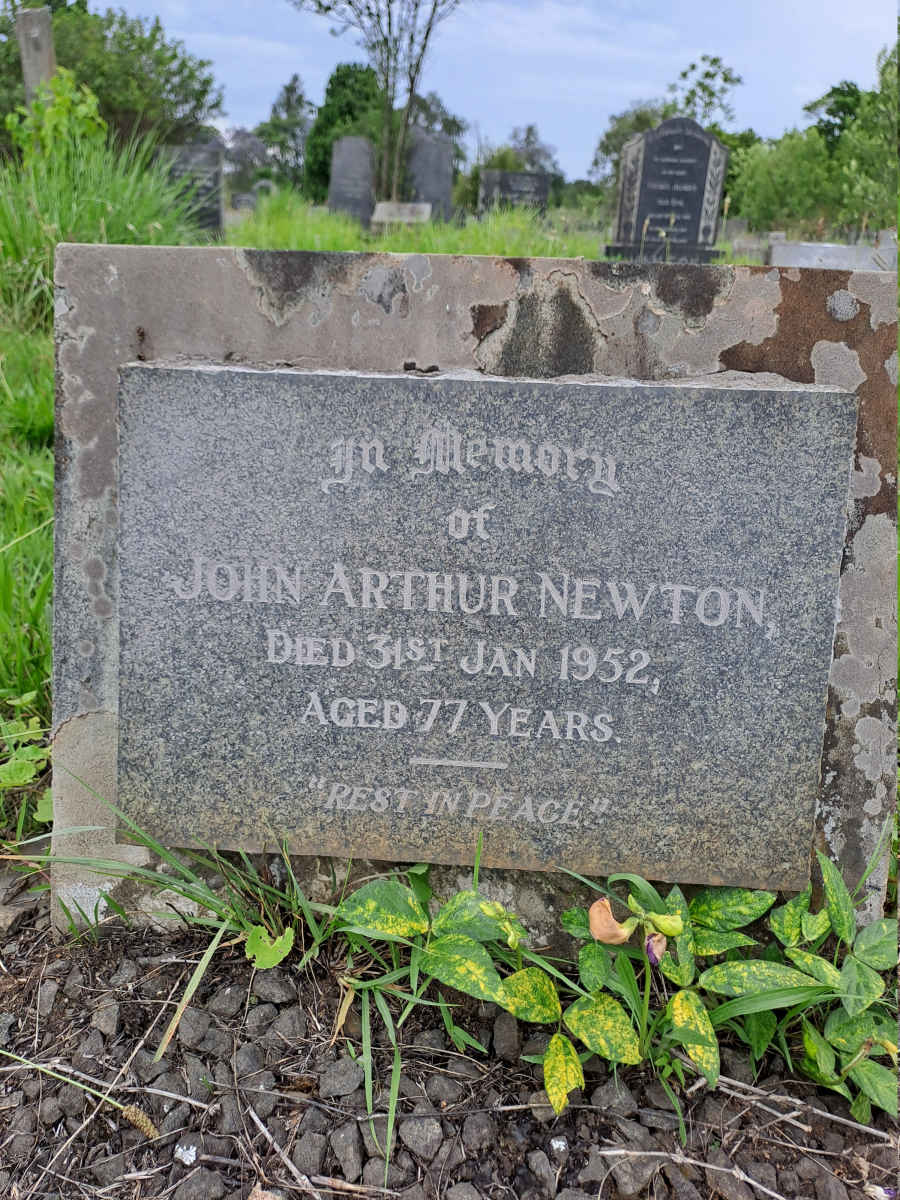 In Memory
of
JOHN ARTHUR NEWTON,
DIED 31ST JAN 1952,
AGED 77 YEARS.
"REST IN PEACE"